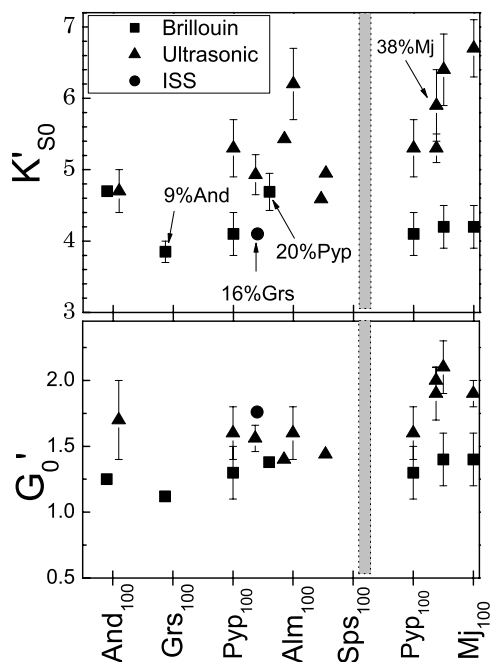 Brillouin
Ultrasonic
ISS
38%Mj
9%And
20%Pyp
16%Grs
K'S0
7
6
5
4
3
G0'
2.0
1.5
1.0
0.5
And100
Grs100
Pyp100
Alm100
Sps100
Pyp100
Mj100